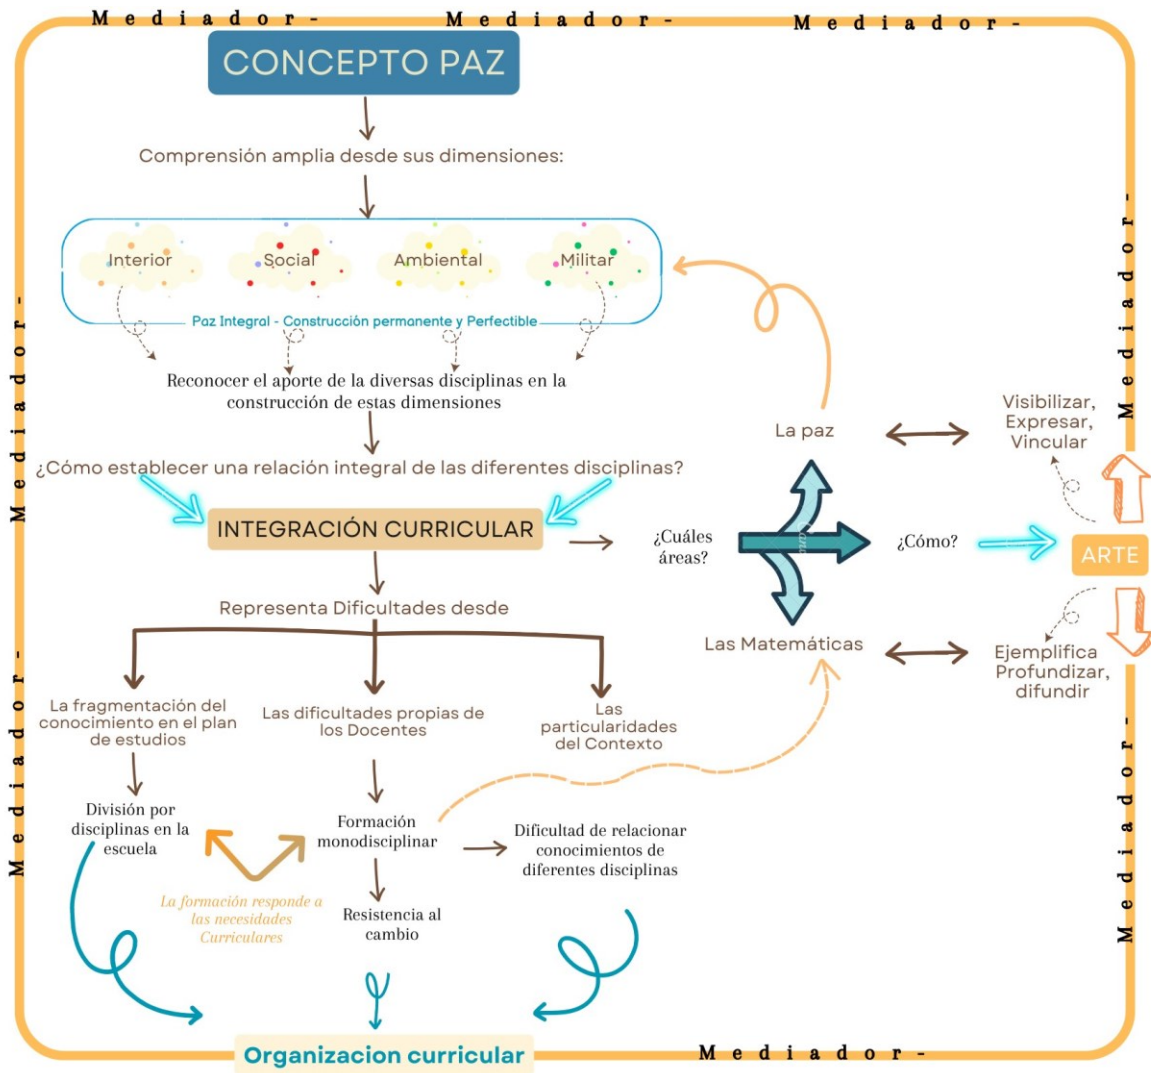 Mediador-
Mediador-
Mediador-
CONCEPTO PAZ
Comprensión amplia desde sus dimensiones:
Interior
Social
Ambiental
Militar
Paz Integral - Construcción permanente y Perfectible
Reconocer el aporte de la diversas disciplinas en la
construcción de estas dimensiones
¿Cómo establecer una relación integral de las diferentes disciplinas?
INTEGRACIÓN CURRICULAR
¿Cuáles
áreas?
La paz
¿Cómo?
Las Matemáticas
Visibilizar,
Expresar,
Vincular
ARTE
Ejemplifica
Profundizar,
difundir
Representa Dificultades desde
La fragmentación del
conocimiento en el plan
de estudios
Las dificultades propias de
los Docentes
Las
particularidades
del Contexto
División por
disciplinas en la
escuela
Formación
monodisciplinar
Dificultad de relacionar
conocimientos de
diferentes disciplinas
La formación responde a
las necesidades
Curriculares
Resistencia al
cambio
Organizacion curricular
Mediador-
Mediador-
Mediador-
Mediador-
Mediador-
Mediador-